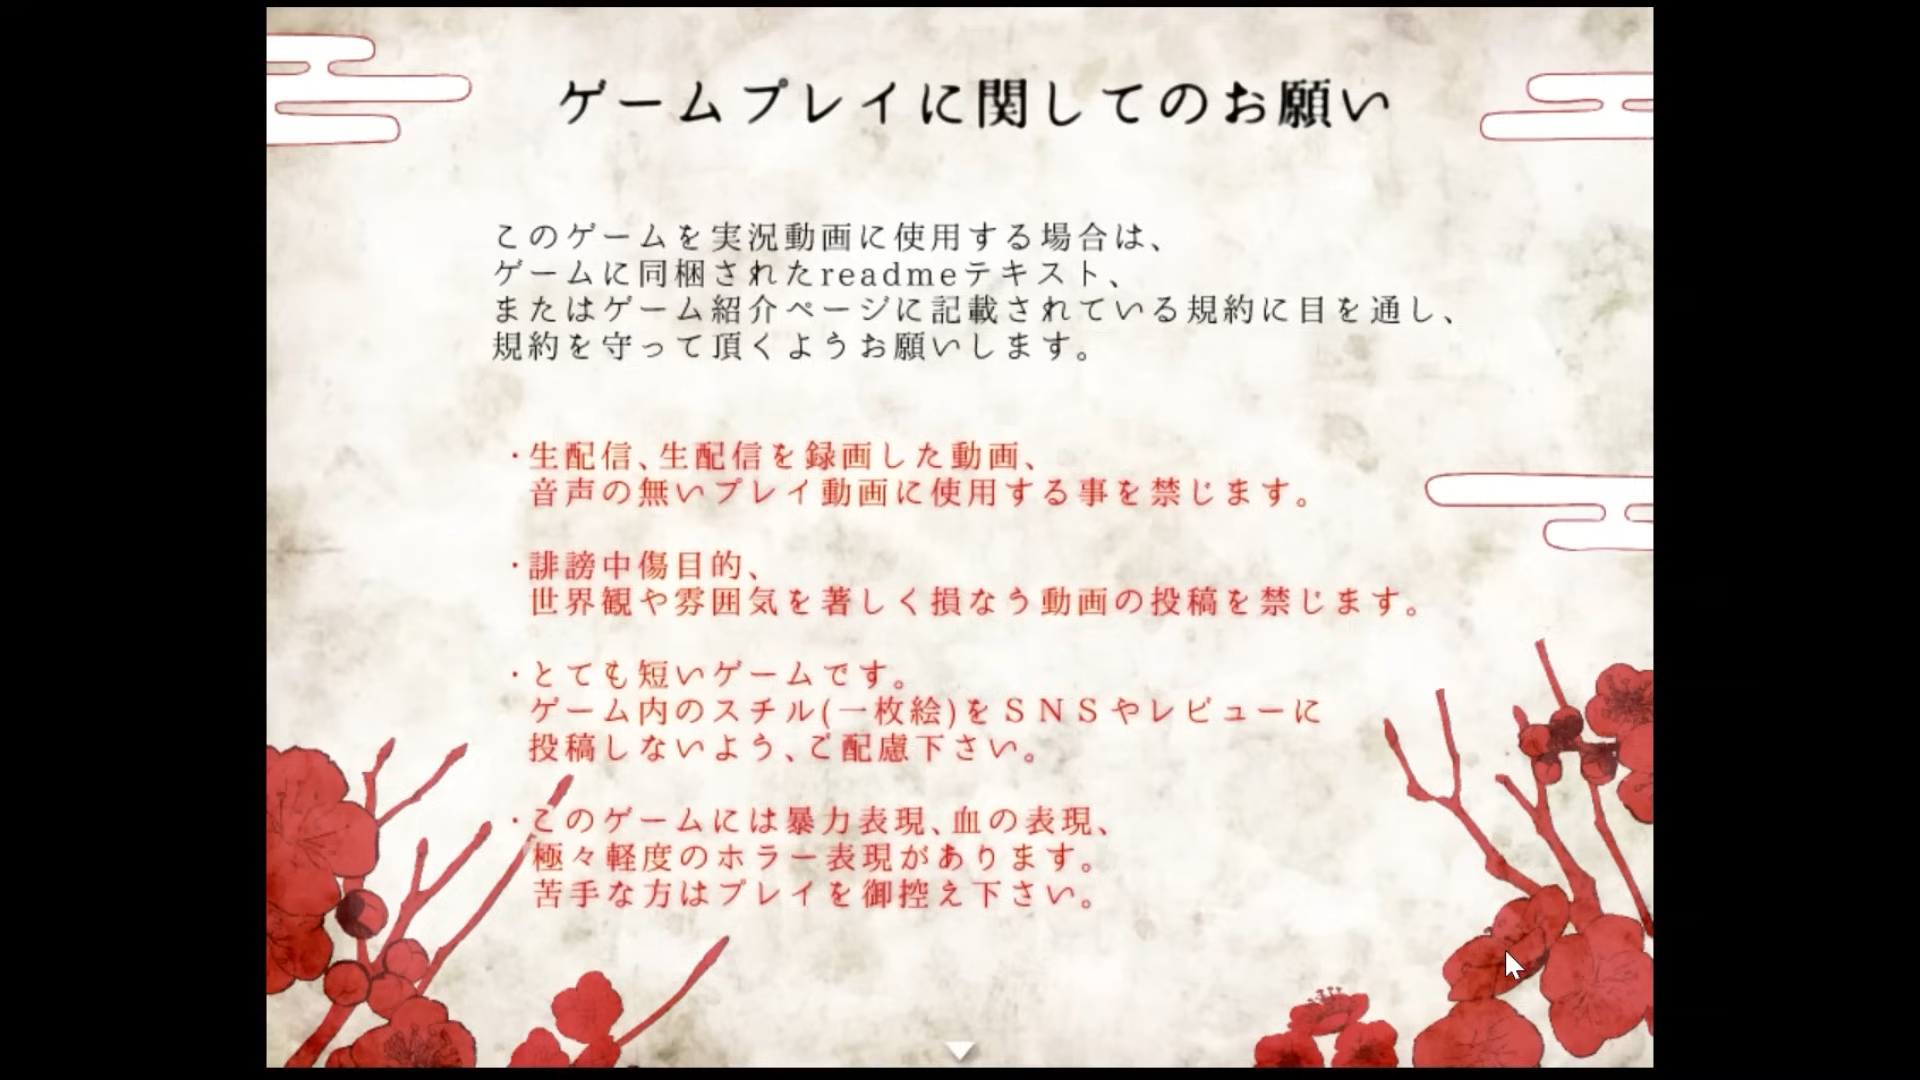 ゲームプレイに関してのお願い
このゲームを実況動画に使用する場合は、
ゲームに同梱されたreadmeテキスト、
またはゲーム紹介ページに記載されている規約に目を通し、
規約を守って頂くようお願いします。
・生配信、生配信を録画した動画、
音声の無いプレイ動画に使用する事を禁じます。
・誹謗中傷目的、
世界観や雰囲気を著しく損なう動画の投稿を禁じます。
・とても短いゲームです。
ゲーム内のスチル(一枚絵)をＳＮＳやレビューに
投稿しないよう、ご配慮下さい。
・このゲームには暴力表現、血の表現、
極々軽度のホラー表現があります。
苦手な方はプレイを御控え下さい。